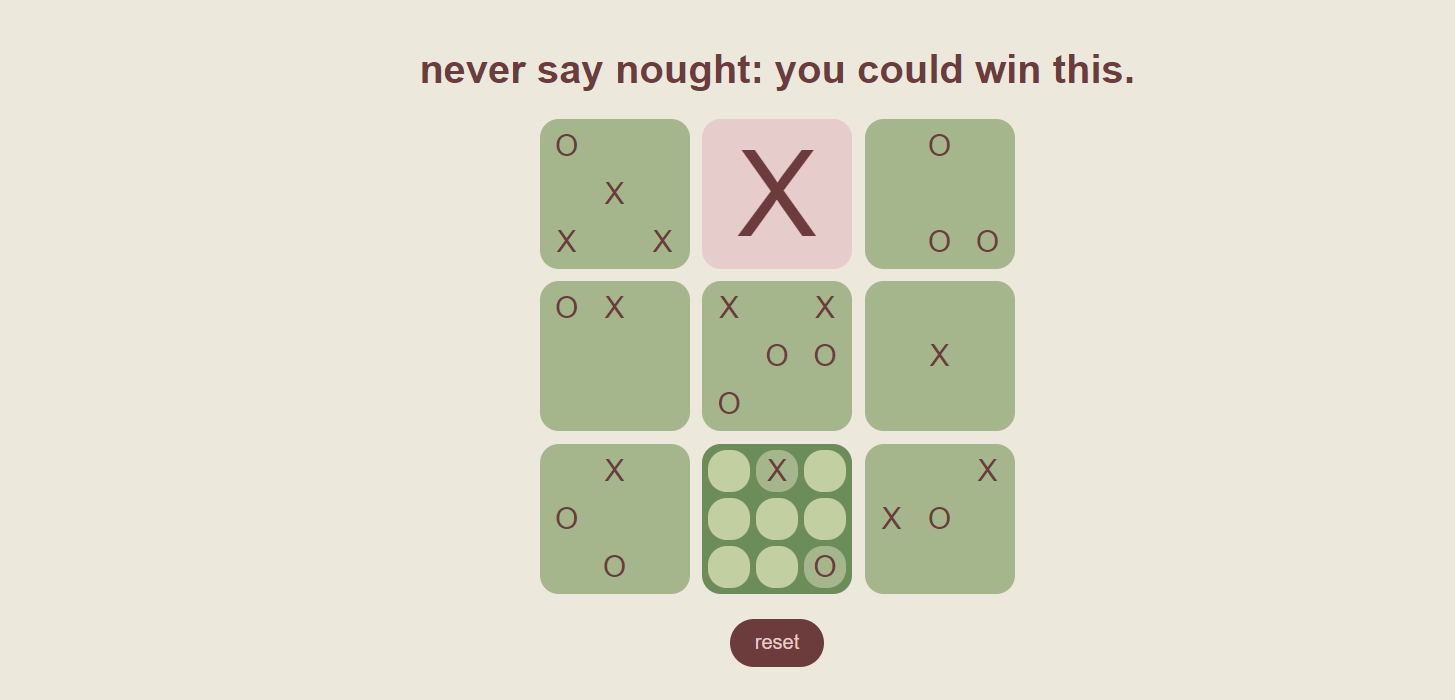 never say nought: you could win this.
O X O
X
X X O O
O X X X
O O X
O
X X X
O X O
O O
reset